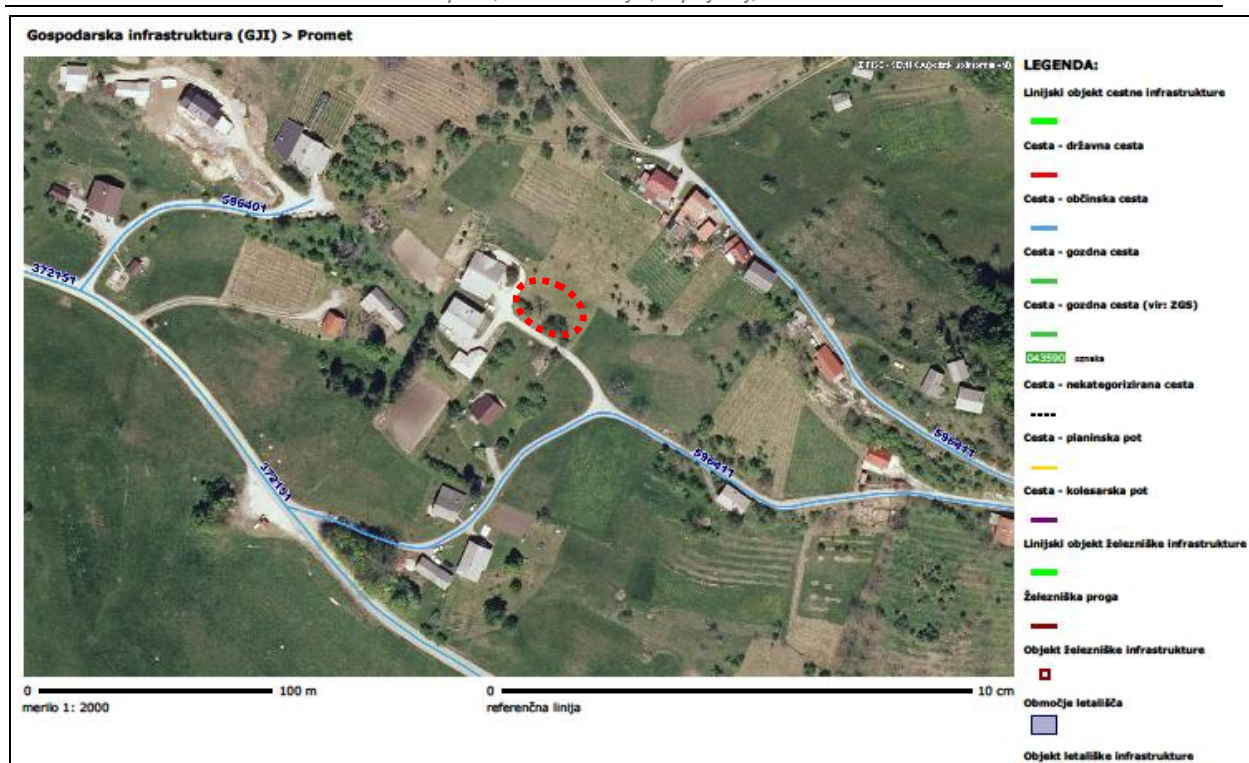 Gospodarska infrastruktura (GJI) > Promet
LEGENDA:
Linijski objekt cestne infrastrukture
Cesta - državna cesta
Cesta - občinska cesta
Cesta - gozdna cesta
Cesta - gozdna cesta (vir: ZGS)
043590 oznaka
Cesta - nekategorizirana cesta
Cesta - planinska pot
Cesta - kolesarska pot
Linijski objekt železniške infrastrukture
Železniška proga
Objekt železniške infrastrukture
Območje letališča
Objekt letališke infrastrukture
596401
372151
372151
596411
596411
0 100 m
merilo 1: 2000
0 10 cm
referenčna linija